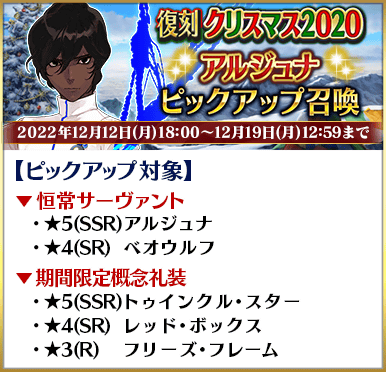 復刻 クリスマス2020
アルジュナ
ピックアップ召喚
2022年12月12日(月)18:00~12月19日(月)12:59まで
【ピックアップ対象】
▼恒常サーヴァント
・★5(SSR)アルジュナ
・★4(SR) ベオウルフ
▼期間限定概念礼装
・★5(SSR)トゥインクル・スター
・★4(SR) レッド・ボックス
・★3(R) フリーズ・フレーム